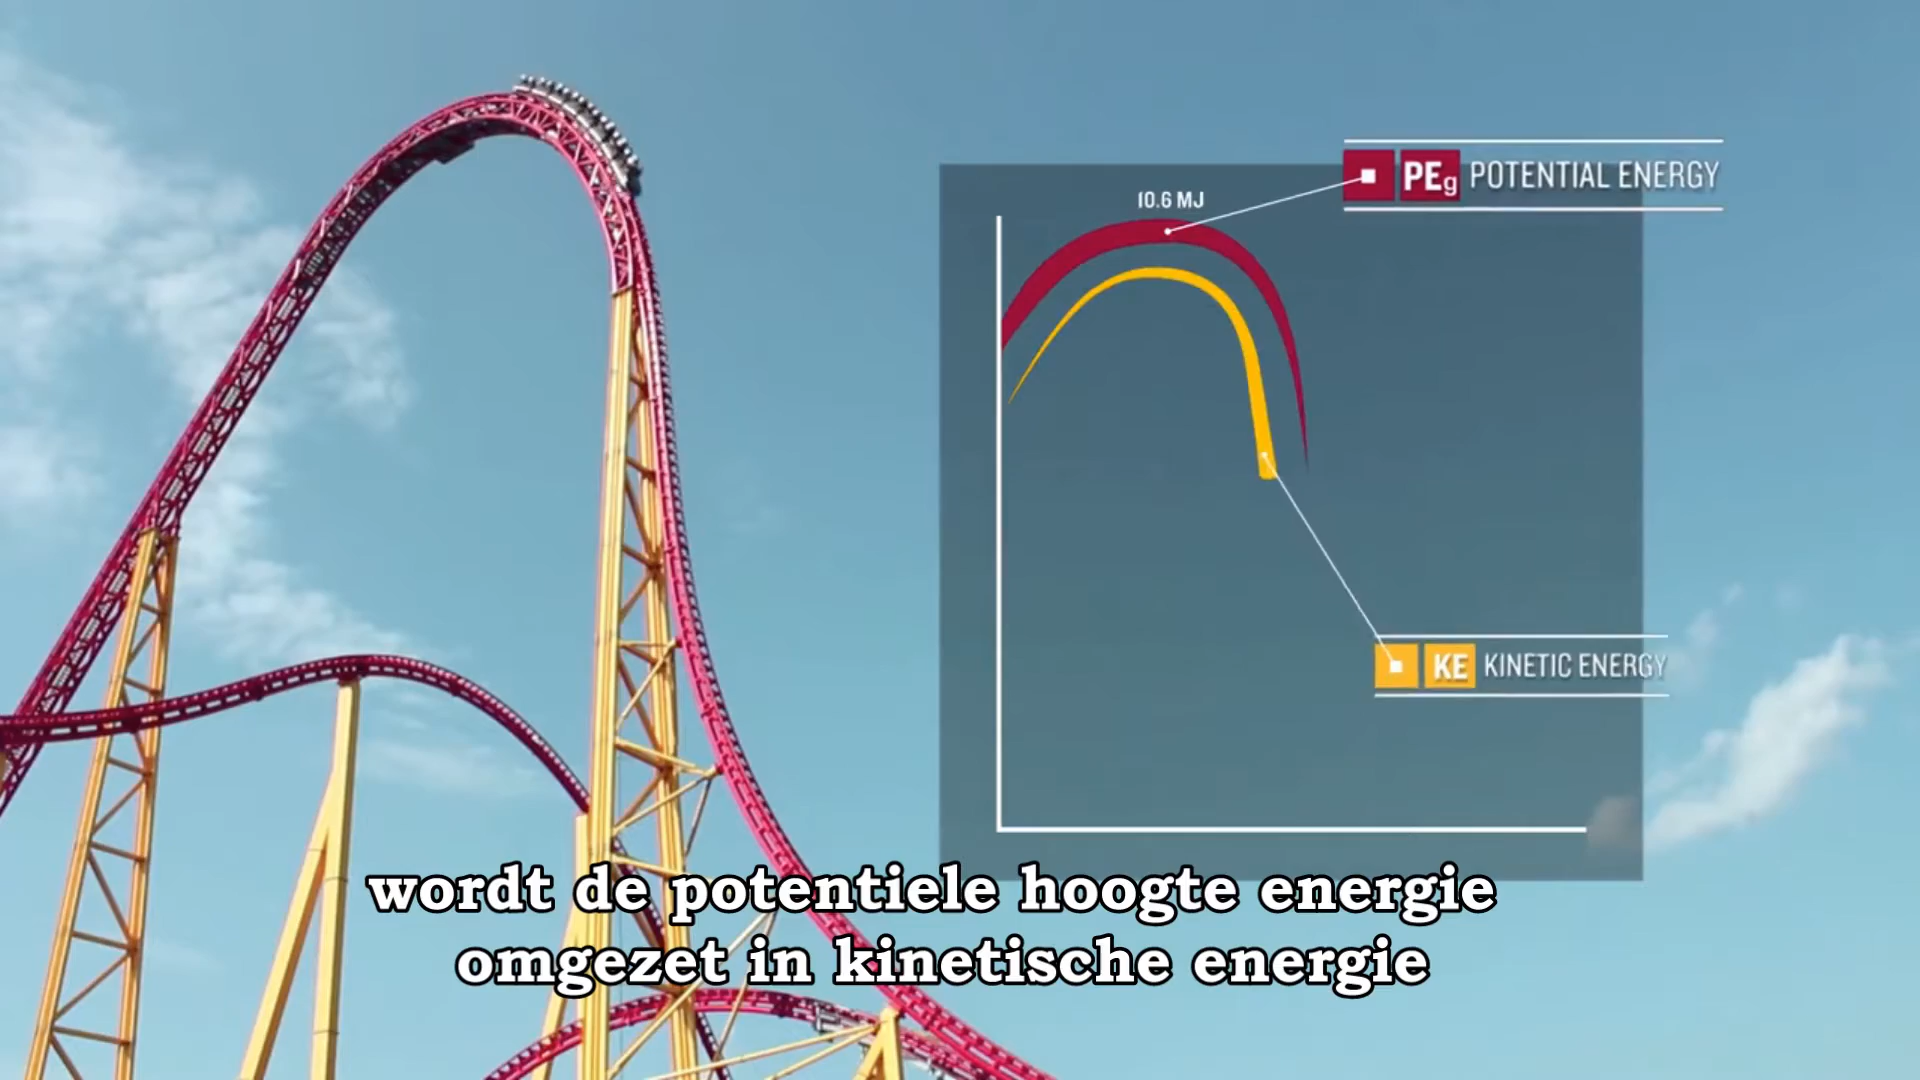 10.6 MJ
PEg POTENTIAL ENERGY
KE KINETIC ENERGY
wordt de potentiele hoogte energie
omgezet in kinetische energie